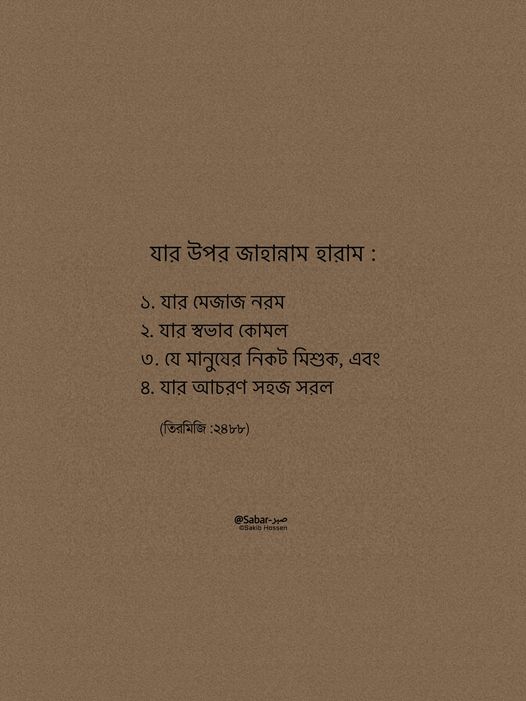 যার উপর জাহান্নাম হারাম :
১. যার মেজাজ নরম
২. যার স্বভাব কোমল
৩. যে মানুষের নিকট মিশুক, এবং
৪. যার আচরণ সহজ সরল
(তিরমিজি :২৪৮৮)
@Sabar-صبر
©Sakib Hossen